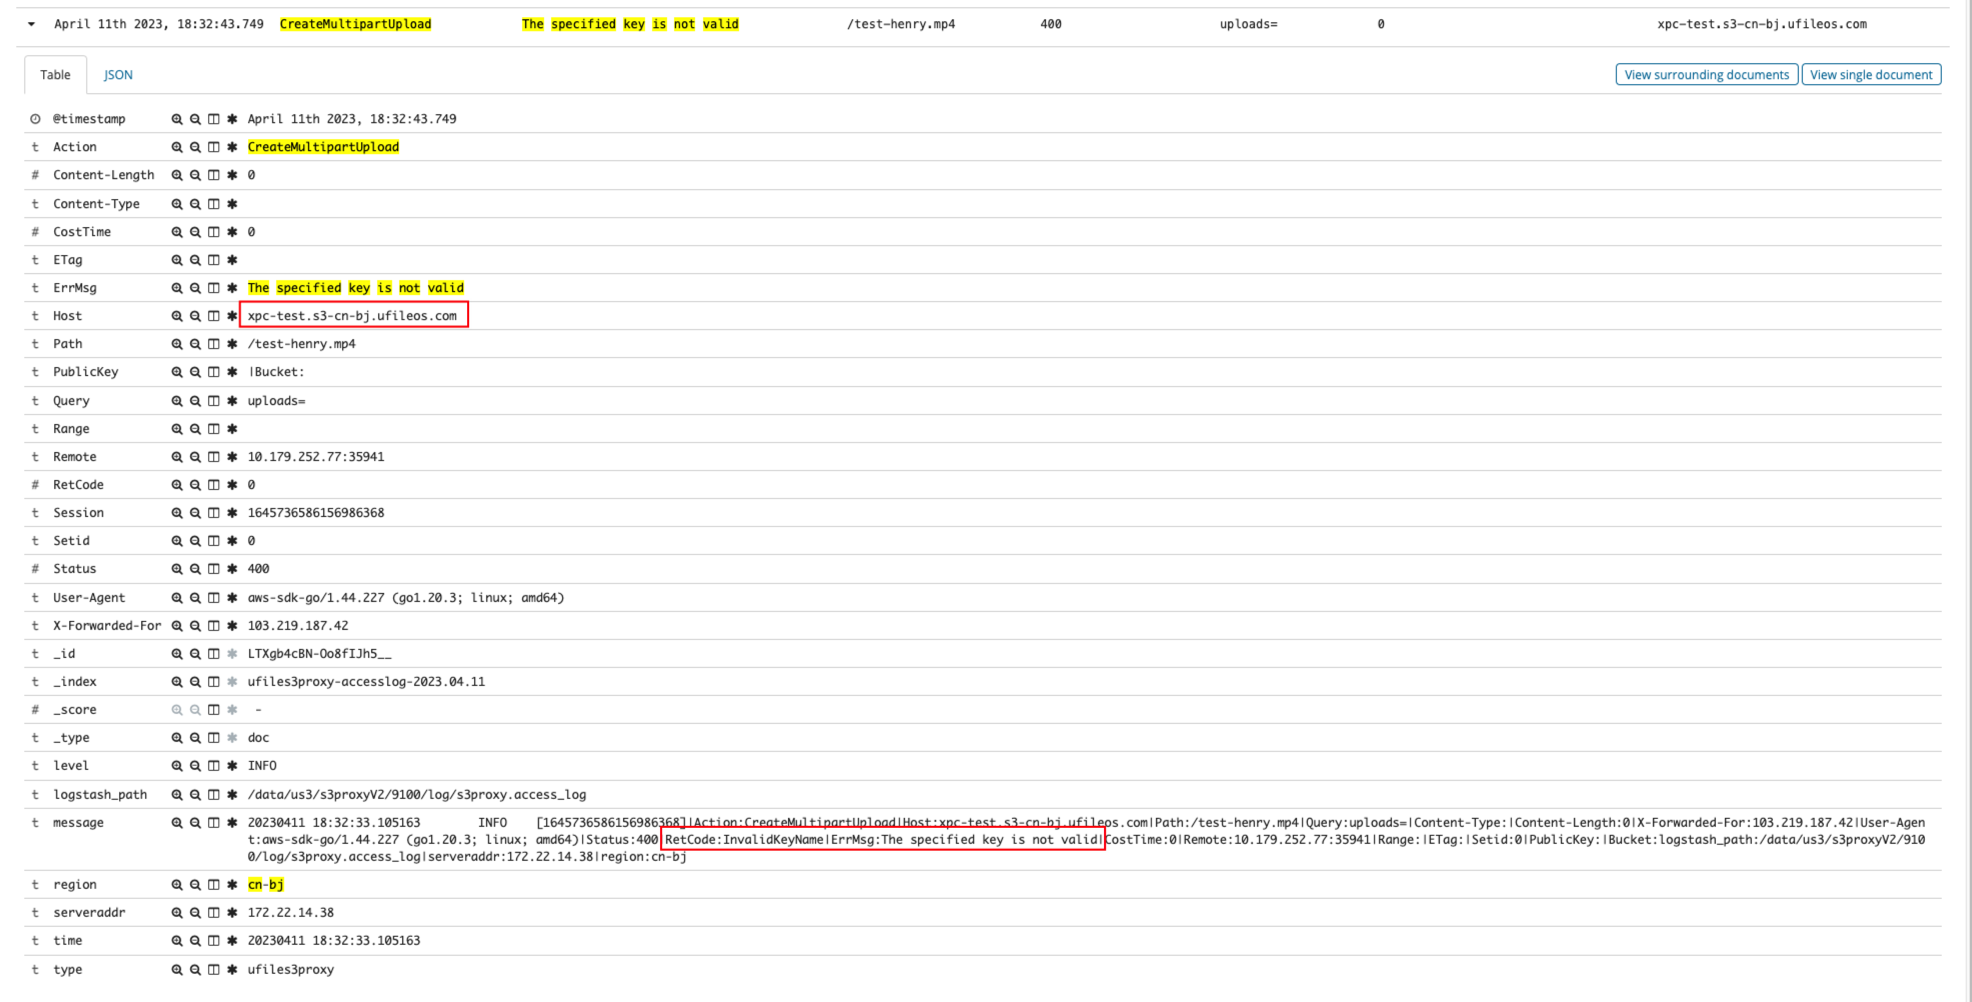 April 11th 2023, 18:32:43.749 CreateMultipartUpload The specified key is not valid /test-henry.mp4 400 uploads= 0 xpc-test.s3-cn-bj.ufileos.com
Table JSON View surrounding documents View single document
@timestamp April 11th 2023, 18:32:43.749
t Action CreateMultipartUpload
# Content-Length 0
t Content-Type
# CostTime 0
t ETag
t ErrMsg The specified key is not valid
t Host xpc-test.s3-cn-bj.ufileos.com
t Path /test-henry.mp4
t PublicKey |Bucket:
t Query uploads=
t Range
t Remote 10.179.252.77:35941
# RetCode 0
t Session 1645736586156986368
t Setid 0
# Status 400
t User-Agent aws-sdk-go/1.44.227 (go1.20.3; linux; amd64)
t X-Forwarded-For 103.219.187.42
t _id LTXgb4cBN-Oo8fIJh5__
t _index ufiles3proxy-accesslog-2023.04.11
# _score -
t _type doc
t level INFO
t logstash_path /data/us3/s3proxyV2/9100/log/s3proxy.access_log
t message 20230411 18:32:33.105163 INFO [1645736586156986368]|Action:CreateMultipartUpload|Host:xpc-test.s3-cn-bj.ufileos.com|Path:/test-henry.mp4|Query:uploads=|Content-Type:|Content-Length:0|X-Forwarded-For:103.219.187.42|User-Agen
t:aws-sdk-go/1.44.227 (go1.20.3; linux; amd64)|Status:400|RetCode:InvalidKeyName|ErrMsg:The specified key is not valid|CostTime:0|Remote:10.179.252.77:35941|Range:|ETag:|Setid:0|PublicKey:|Bucket:logstash_path:/data/us3/s3proxyV2/910
0/log/s3proxy.access_log|serveraddr:172.22.14.38|region:cn-bj
t region cn-bj
t serveraddr 172.22.14.38
t time 20230411 18:32:33.105163
t type ufiles3proxy